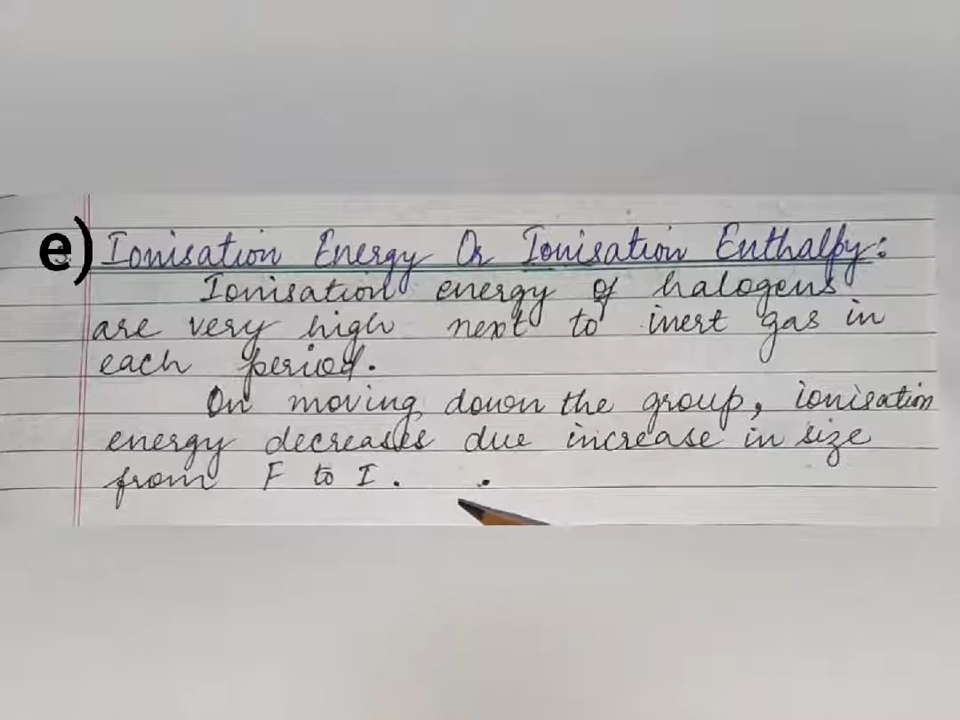 e) Ionisation Energy Or Ionisation Enthalpy:
Ionisation energy of halogens
are very high next to inert gas in
each period.
On moving down the group, ionisation
energy decreases due increase in size
from F to I. .